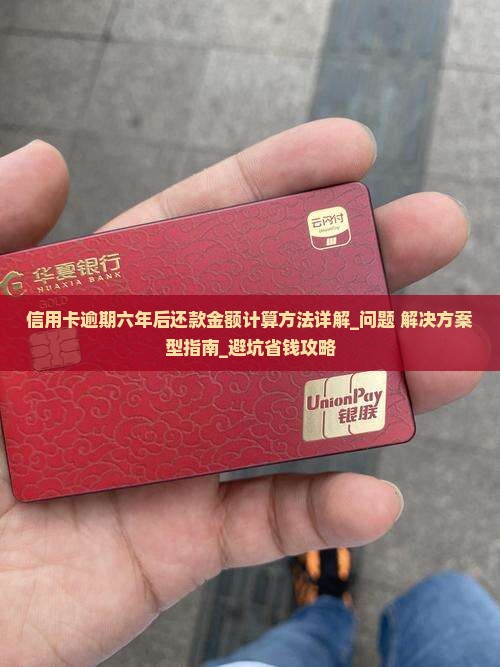 云闪付
UnionPay
华夏银行
HUAXIA BANK
GOLD
信用卡逾期六年后还款金额计算方法详解_问题 解决方案
型指南_避坑省钱攻略
UnionPay
银联